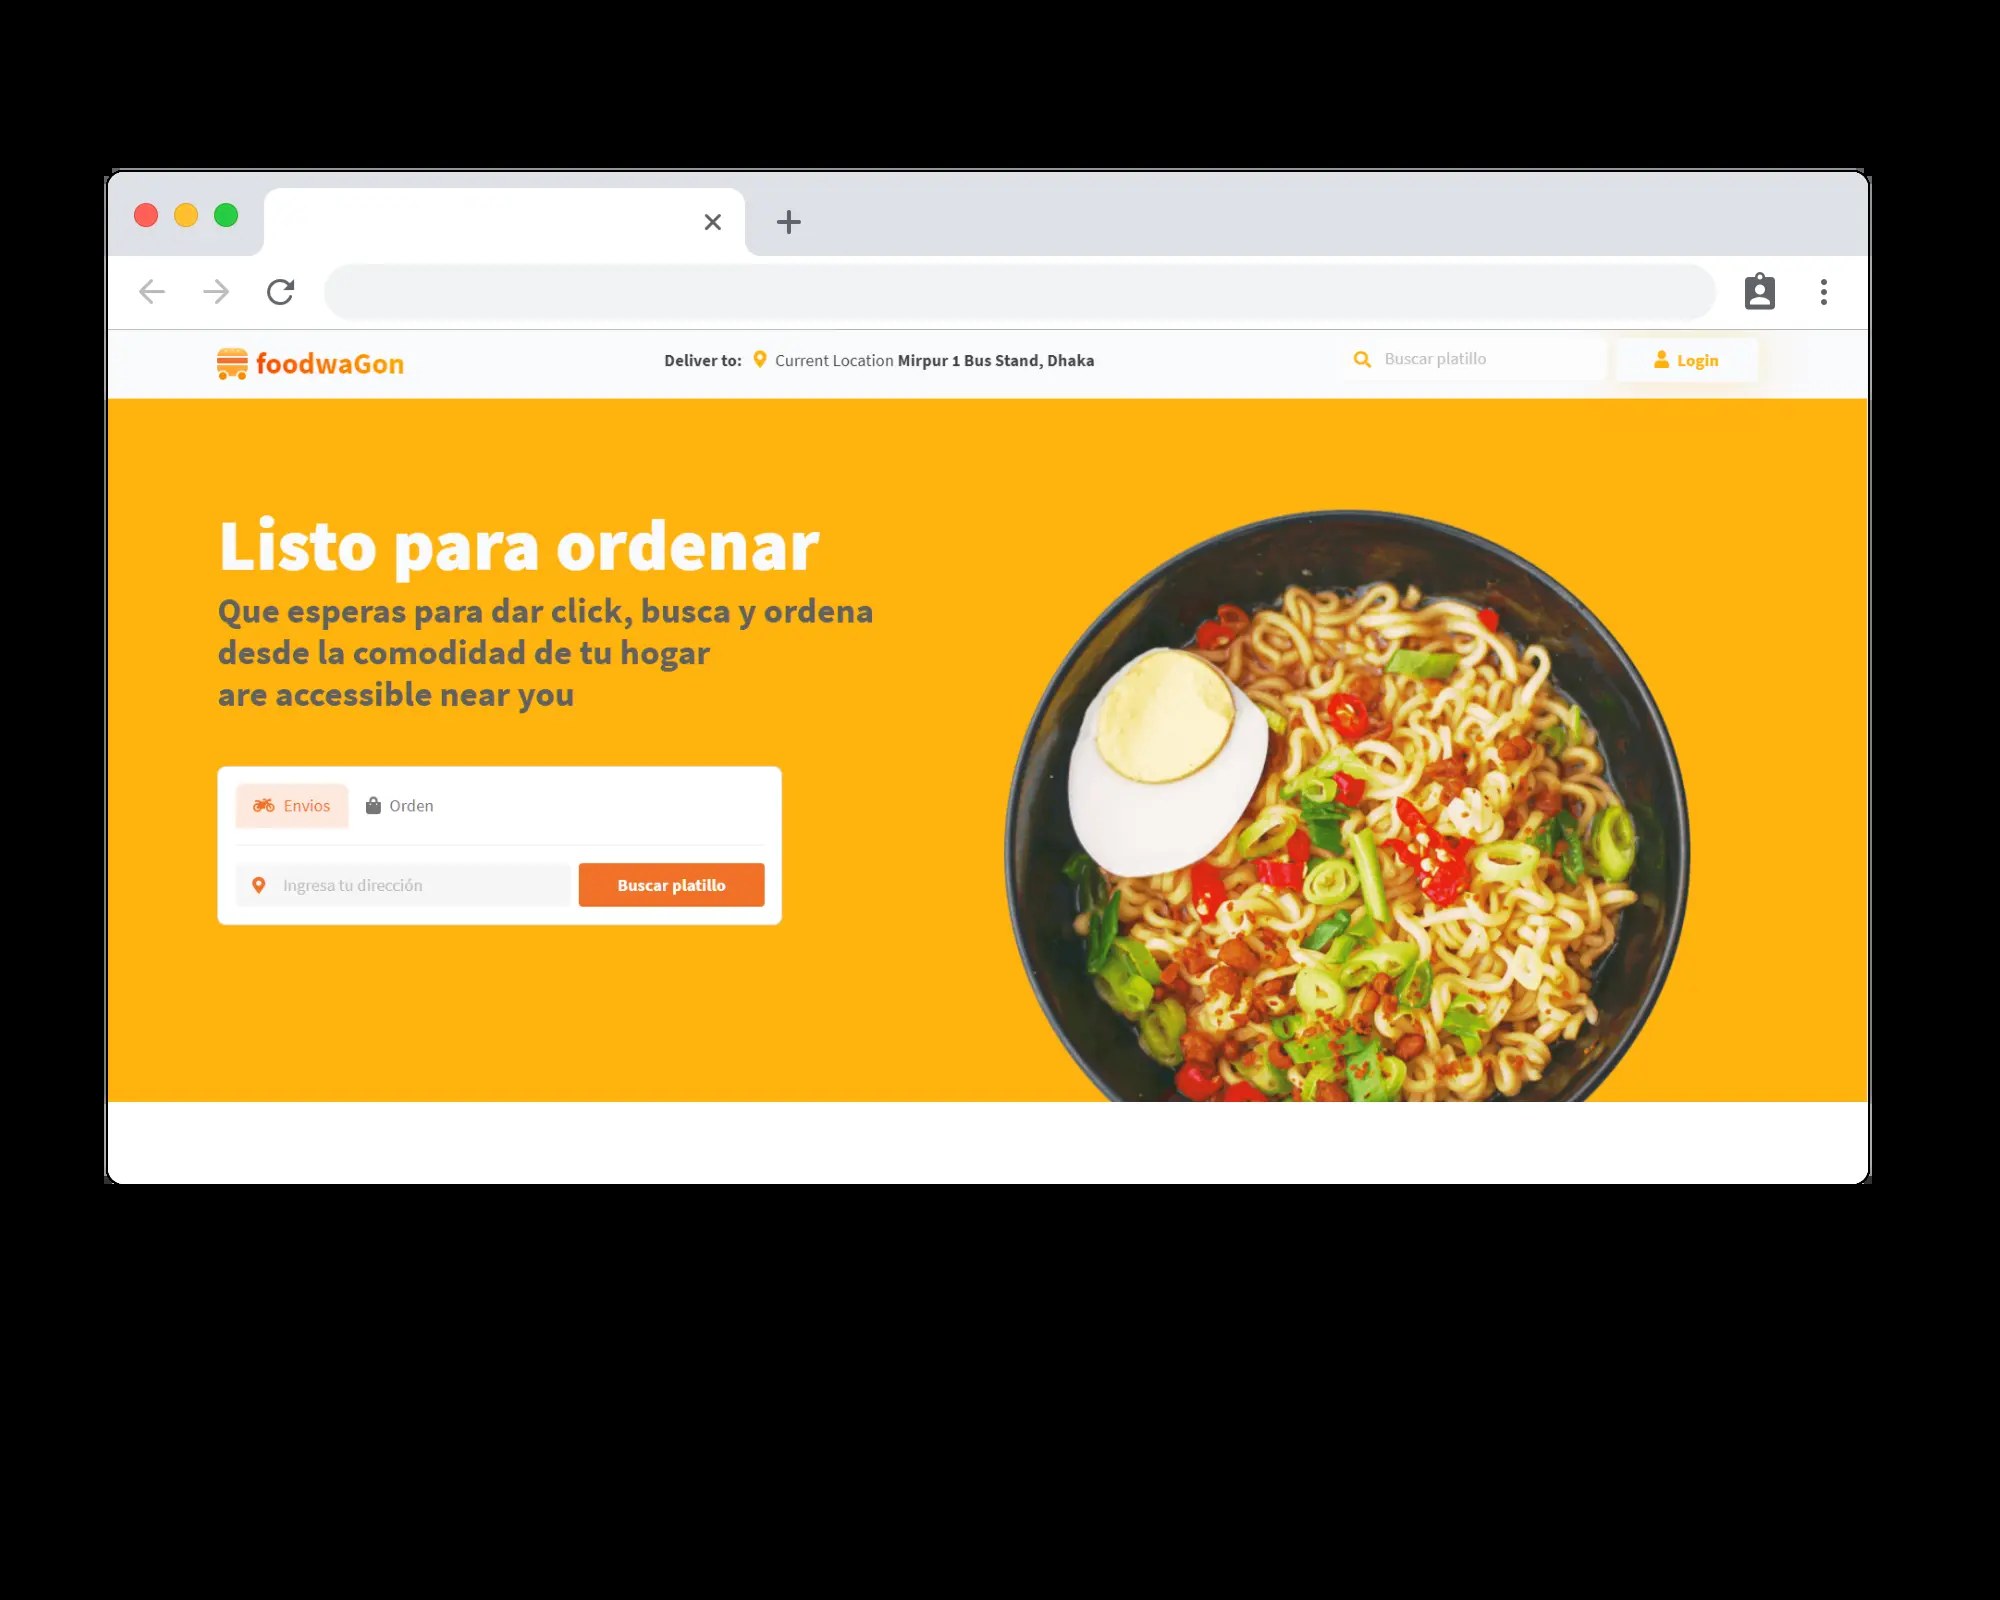 foodwaGon
Deliver to: Current Location Mirpur 1 Bus Stand, Dhaka
Buscar platillo
Login
Listo para ordenar
Que esperas para dar click, busca y ordena
desde la comodidad de tu hogar
are accessible near you
Envios
Orden
Ingresa tu dirección
Buscar platillo